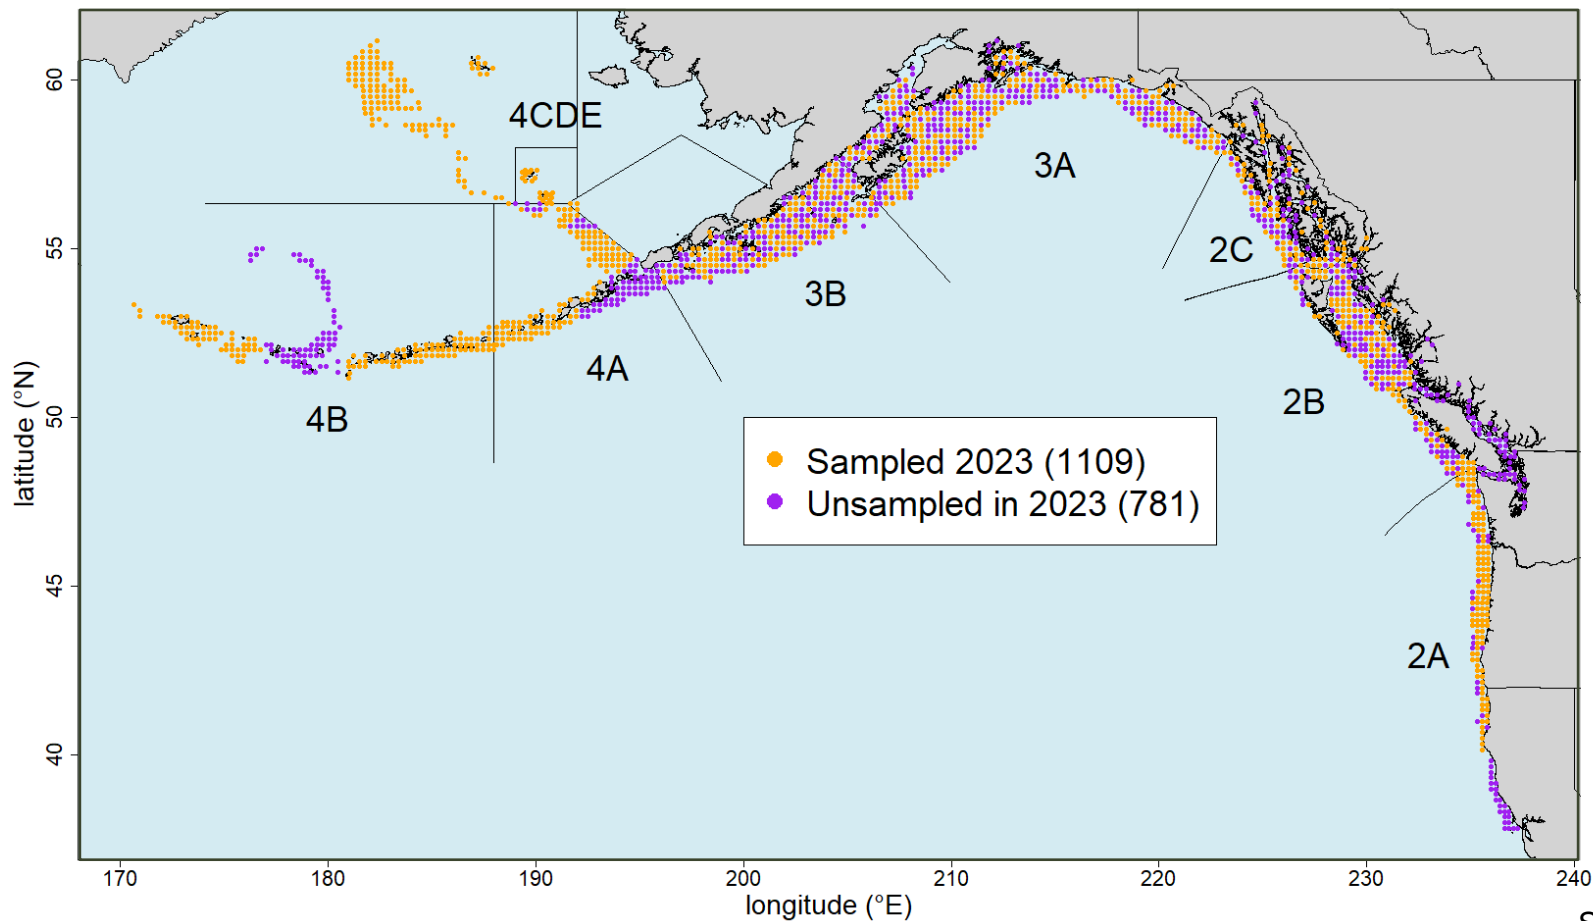 4CDE
3A
2C
3B
4A
4B
2B
2A
Sampled 2023 (1109)
Unsampled in 2023 (781)
latitude (°N)
60
55
50
45
40
170 180 190 200 210 220 230 240
longitude (°E)